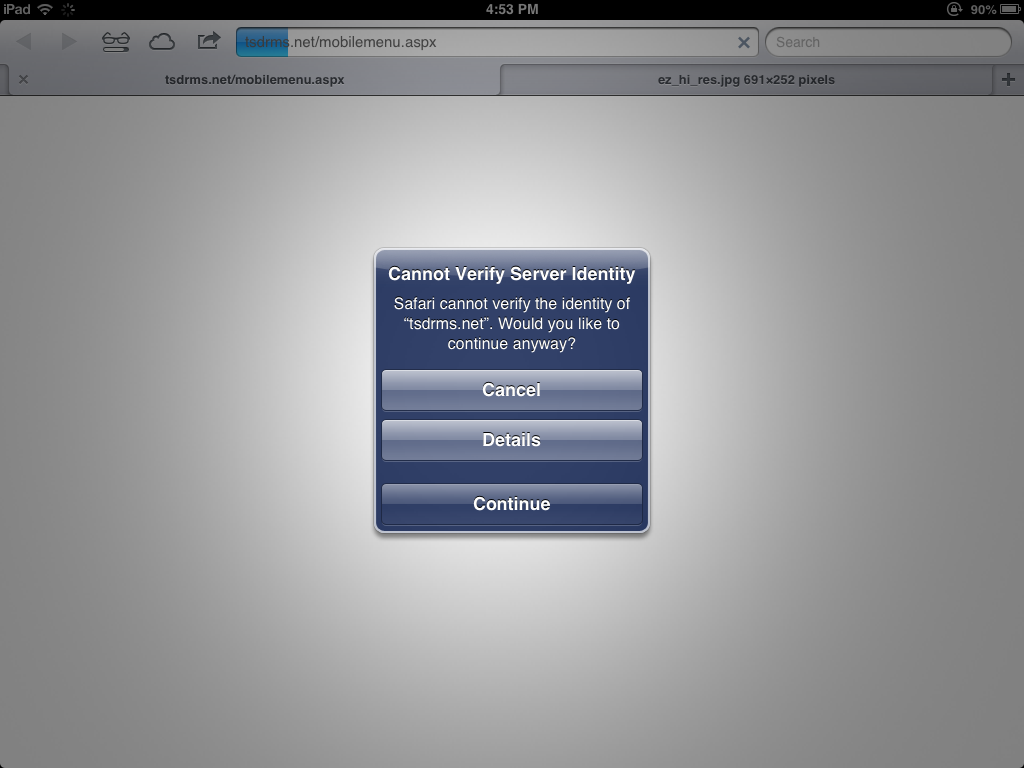 iPad 4:53 PM 90%
tsdrms.net/mobilemenu.aspx Search
tsdrms.net/mobilemenu.aspx ez_hi_res.jpg 691×252 pixels
Cannot Verify Server Identity
Safari cannot verify the identity of
“tsdrms.net”. Would you like to
continue anyway?
Cancel
Details
Continue